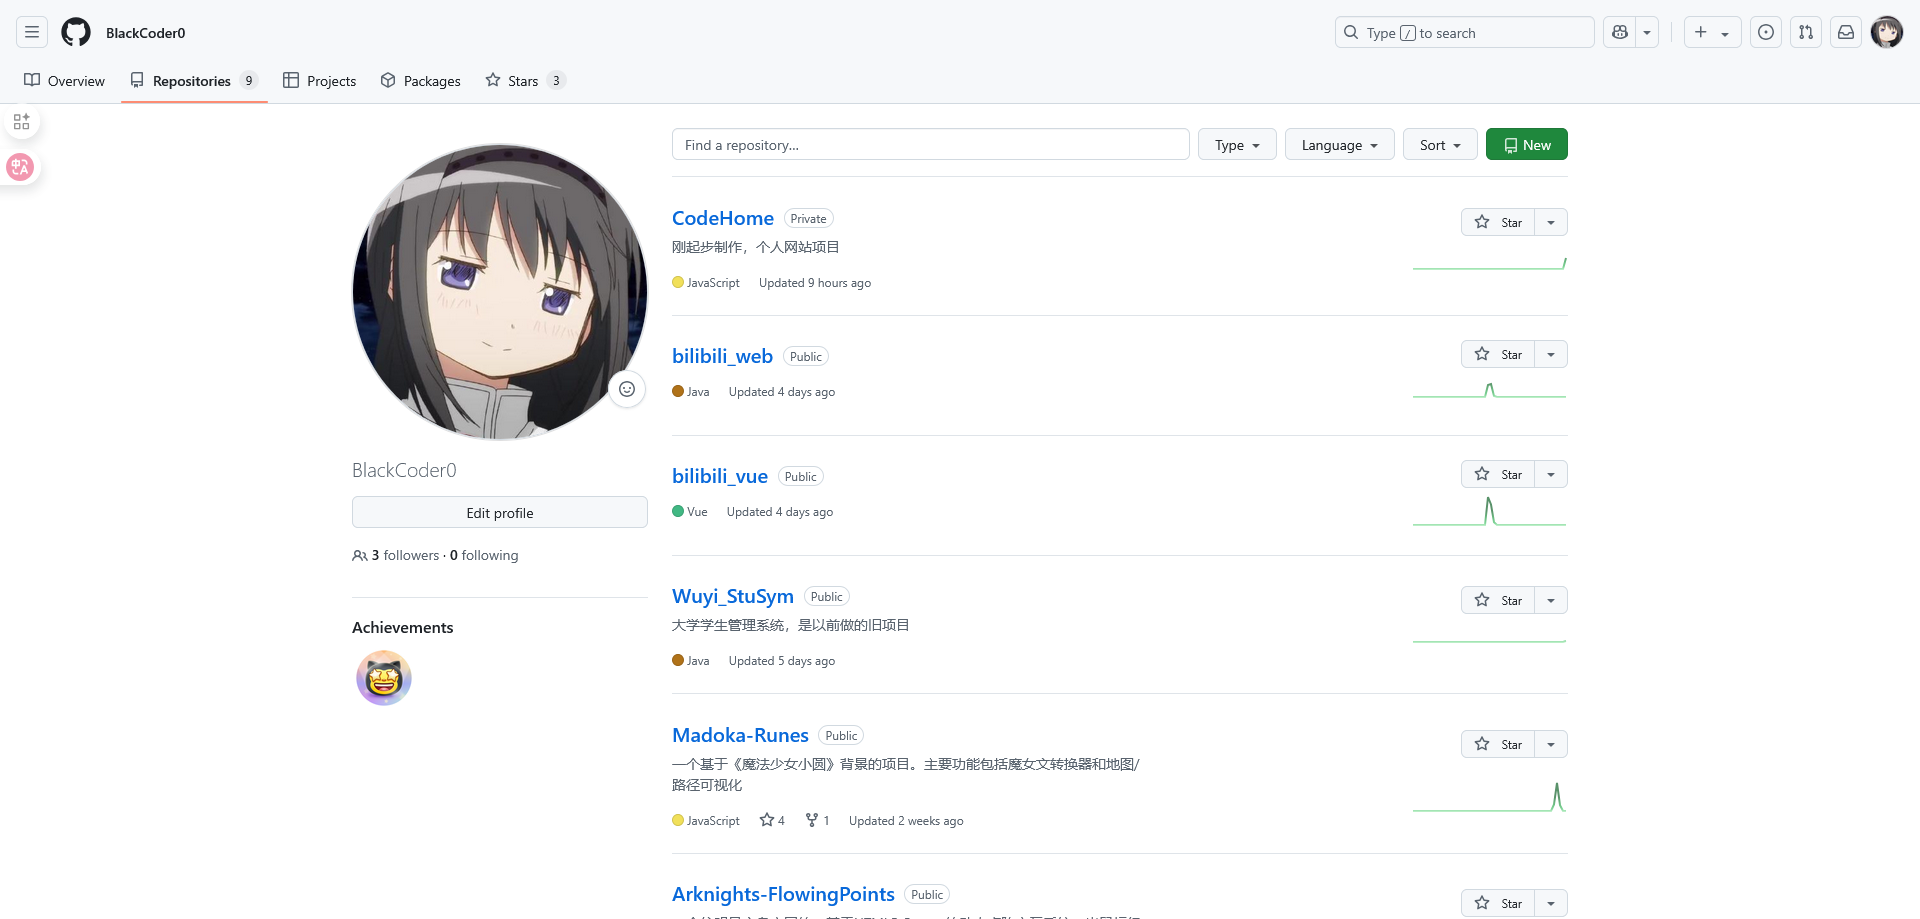 BlackCoder0
Type / to search
Overview
Repositories 9
Projects
Packages
Stars 3
Find a repository...
Type
Language
Sort
New
CodeHome Private
Star
刚起步制作，个人网站项目
JavaScript Updated 9 hours ago
bilibili_web Public
Star
Java Updated 4 days ago
bilibili_vue Public
Star
Vue Updated 4 days ago
Wuyi_StuSym Public
Star
大学学生管理系统，是以前做的旧项目
Java Updated 5 days ago
Madoka-Runes Public
Star
一个基于《魔法少女小圆》背景的项目。主要功能包括魔女文转换器和地图/
路径可视化
JavaScript 4 1 Updated 2 weeks ago
Arknights-FlowingPoints Public
Star
BlackCoder0
Edit profile
3 followers · 0 following
Achievements